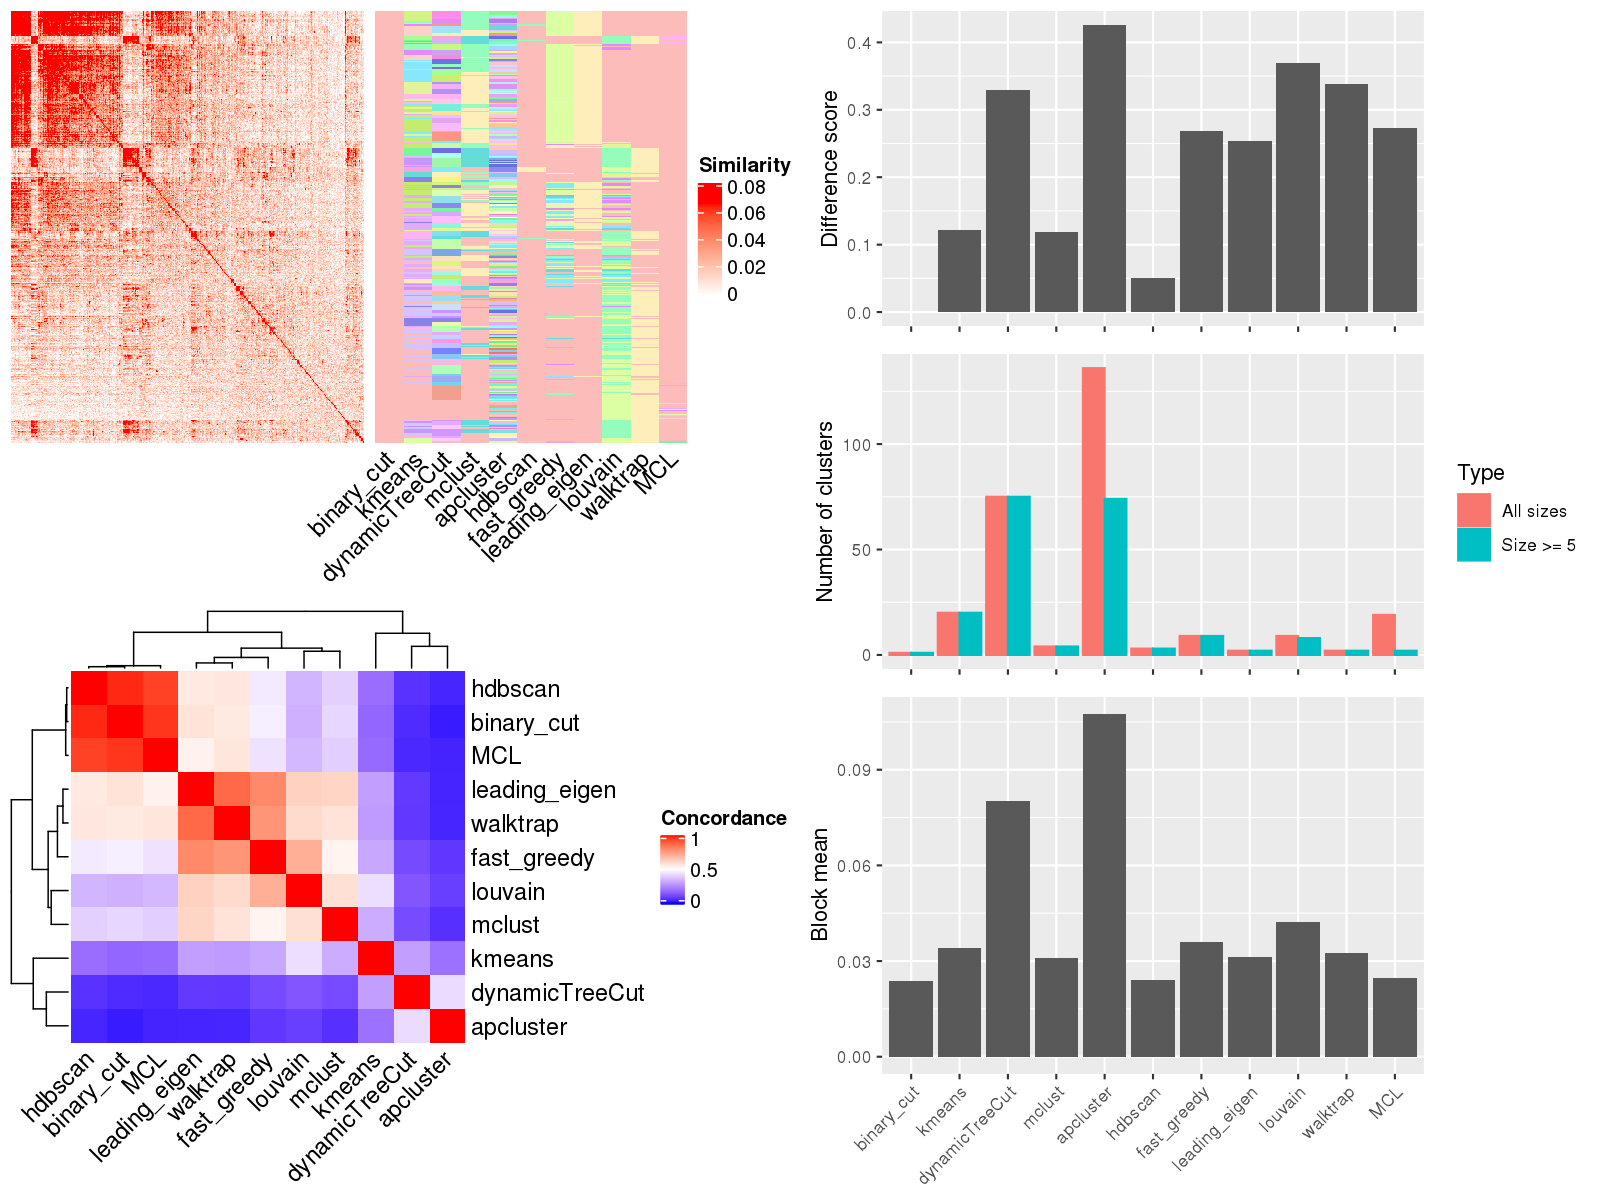 Similarity
0.08
0.06
0.04
0.02
0
binary_cut
kmeans
dynamicTreeCut
mclust
apcluster
hdbscan
fast_greedy
leading_eigen
louvain
walktrap
MCL
Difference score
0.4
0.3
0.2
0.1
0.0
Number of clusters
100
50
0
Type
All sizes
Size >= 5
hdbscan
binary_cut
MCL
leading_eigen
walktrap
fast_greedy
louvain
mclust
kmeans
dynamicTreeCut
apcluster
hdbscan
binary_cut
MCL
leading_eigen
walktrap
fast_greedy
louvain
mclust
kmeans
dynamicTreeCut
apcluster
Concordance
1
0.5
0
Block mean
0.09
0.06
0.03
0.00
binary_cut
kmeans
dynamicTreeCut
mclust
apcluster
hdbscan
fast_greedy
leading_eigen
louvain
walktrap
MCL